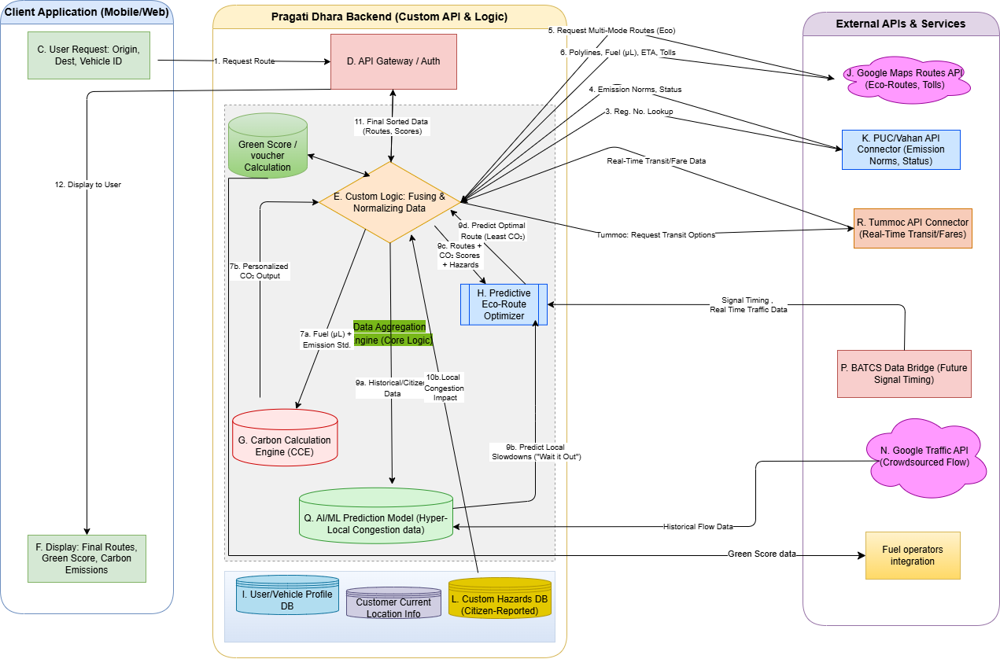 Client Application (Mobile/Web)
Pragati Dhara Backend (Custom API & Logic)
External APIs & Services
C. User Request: Origin,
Dest, Vehicle ID
1. Request Route
D. API Gateway / Auth
5. Request Multi-Mode Routes (Eco)
6. Polylines, Fuel (µL), ETA, Tolls
J. Google Maps Routes API
(Eco-Routes, Tolls)
4. Emission Norms, Status
3. Reg. No. Lookup
K. PUC/Vahan API
Connector (Emission
Norms, Status)
11. Final Sorted Data
(Routes, Scores)
Green Score /
voucher
Calculation
Real-Time Transit/Fare Data
12. Display to User
E. Custom Logic: Fusing &
Normalizing Data
R. Tummoc API Connector
(Real-Time Transit/Fares)
Tummoc: Request Transit Options
9d. Predict Optimal
Route (Least CO₂)
9c. Routes +
CO₂ Scores
+ Hazards
7b. Personalized
CO₂ Output
H. Predictive
Eco-Route
Optimizer
Signal Timing ,
Real Time Traffic Data
Data Aggregation
ngine (Core Logic)
7a. Fuel (µL) +
Emission Std.
P. BATCS Data Bridge (Future
Signal Timing)
9a. Historical/Citize
Data
10b.Local
Congestion
Impact
G. Carbon Calculation
Engine (CCE)
9b. Predict Local
Slowdowns ("Wait it Out")
N. Google Traffic API
(Crowdsourced Flow)
Q. AI/ML Prediction Model (Hyper-
Local Congestion data)
Historical Flow Data
F. Display: Final Routes,
Green Score, Carbon
Emissions
Green Score data
Fuel operators
integration
I. User/Vehicle Profile
DB
Customer Current
Location Info
L. Custom Hazards DB
(Citizen-Reported)